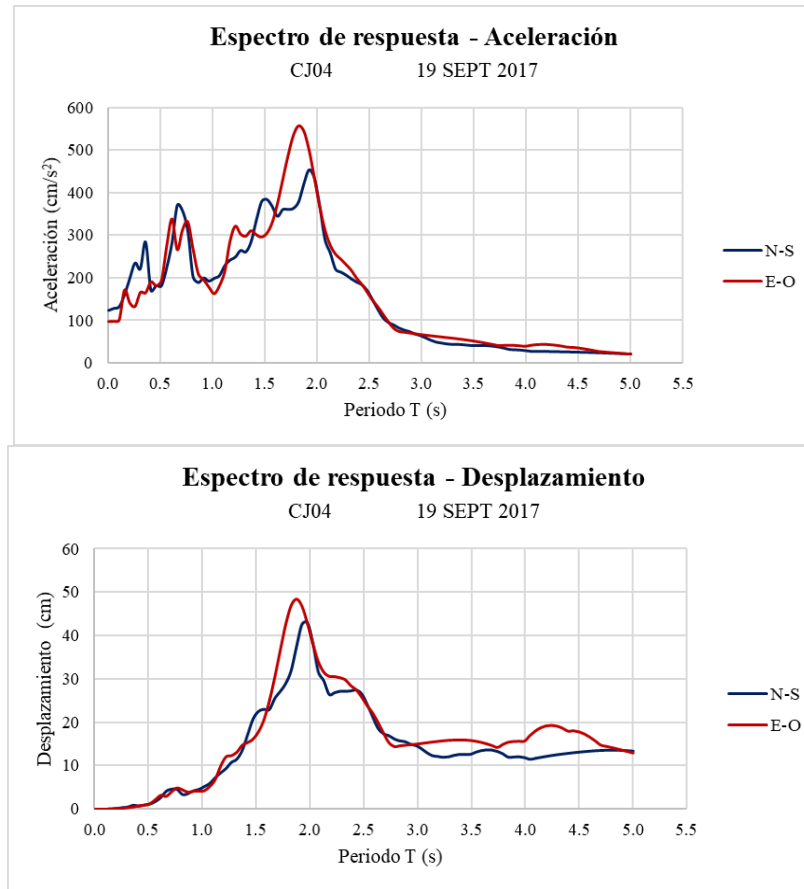 Espectro de respuesta - Aceleración
CJ04 19 SEPT 2017
600
500
400
300
200
100
0
Aceleración (cm/s²)
0.0 0.5 1.0 1.5 2.0 2.5 3.0 3.5 4.0 4.5 5.0 5.5
Periodo T (s)
N-S
E-O
Espectro de respuesta - Desplazamiento
CJ04 19 SEPT 2017
60
50
40
30
20
10
0
Desplazamiento (cm)
0.0 0.5 1.0 1.5 2.0 2.5 3.0 3.5 4.0 4.5 5.0 5.5
Periodo T (s)
N-S
E-O